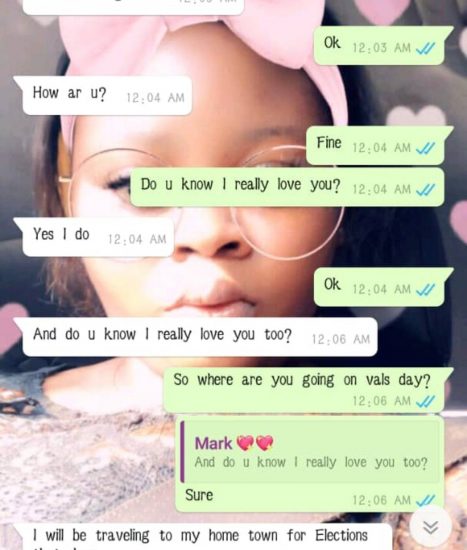 Ok 12:03 AM
How ar u? 12:04 AM
Fine 12:04 AM
Do u know I really love you? 12:04 AM
Yes I do 12:04 AM
Ok 12:04 AM
And do u know I really love you too? 12:06 AM
So where are you going on vals day?
12:06 AM
Mark 💖💖
And do u know I really love you too?
Sure 12:06 AM
I will be traveling to my home town for Elections